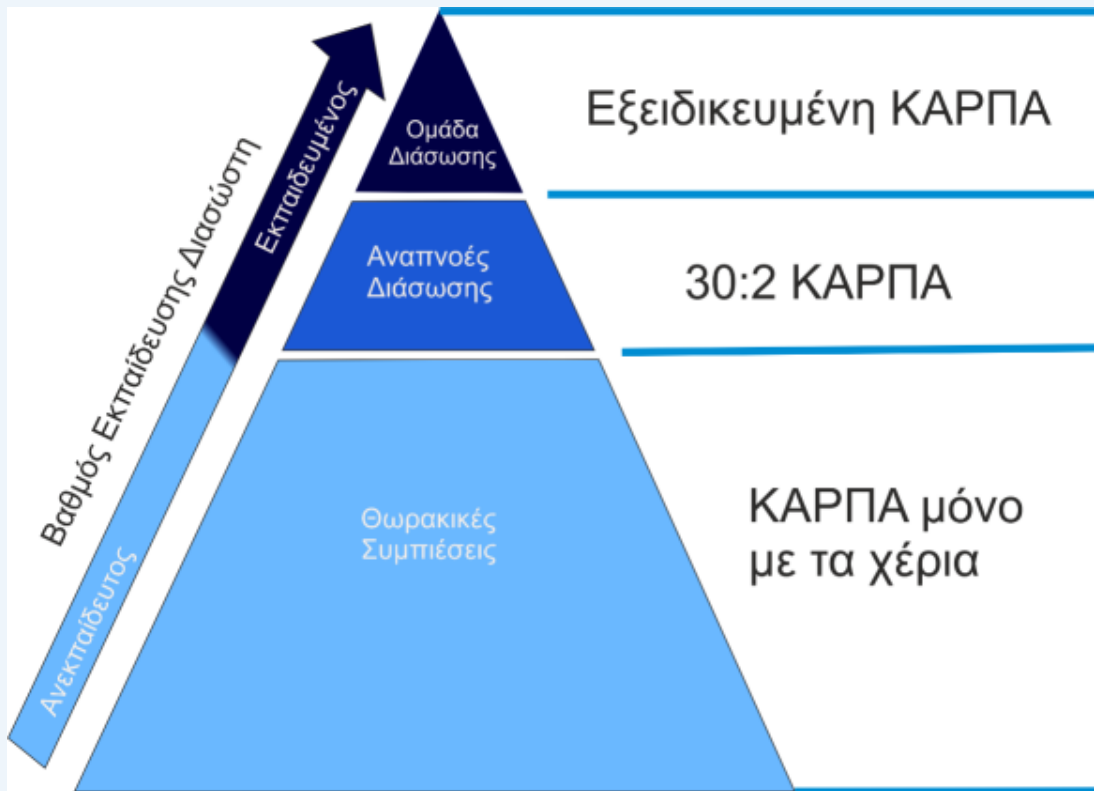 Βαθμός Εκπαίδευσης Διασώστη
Εκπαιδευμένος
Ανεκπαίδευτος
Ομάδα
Διάσωσης
Εξειδικευμένη ΚΑΡΠΑ
Αναπνοές
Διάσωσης
30:2 ΚΑΡΠΑ
Θωρακικές
Συμπιέσεις
ΚΑΡΠΑ μόνο
με τα χέρια